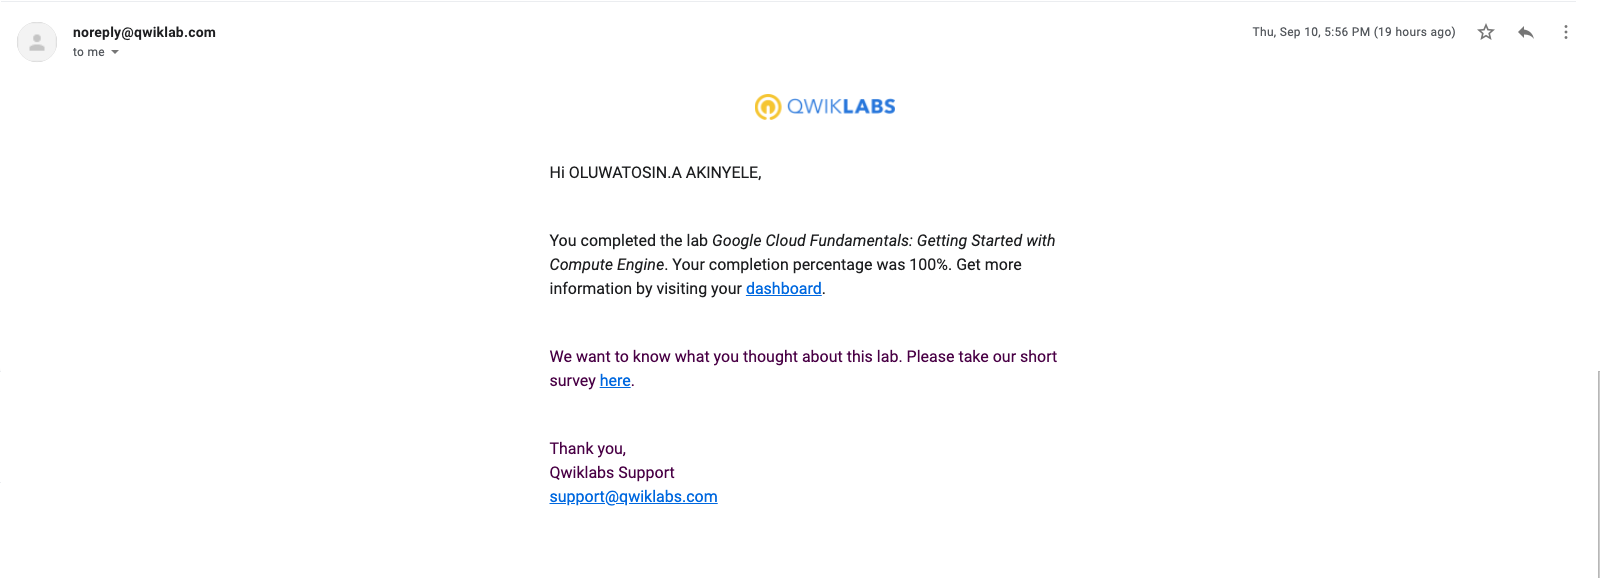 noreply@qwiklab.com
Thu, Sep 10, 5:56 PM (19 hours ago)
to me
QWIKLABS
Hi OLUWATOSIN.A AKINYELE,
You completed the lab Google Cloud Fundamentals: Getting Started with
Compute Engine. Your completion percentage was 100%. Get more
information by visiting your dashboard.
We want to know what you thought about this lab. Please take our short
survey here.
Thank you,
Qwiklabs Support
support@qwiklabs.com